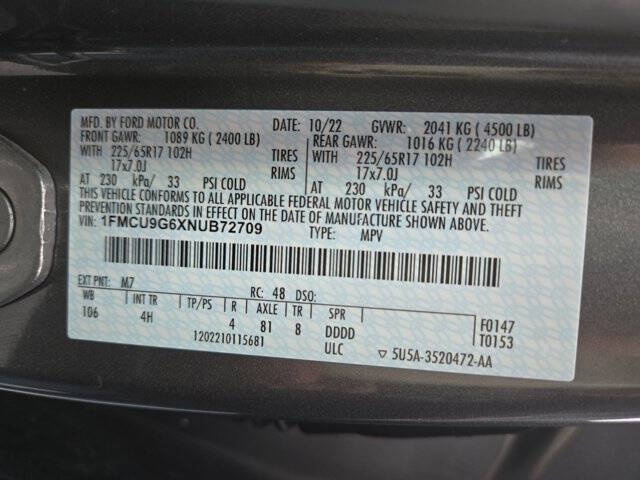 MFD. BY FORD MOTOR CO. DATE: 10/22 GVWR: 2041 KG ( 4500 LB)
FRONT GAWR: 1089 KG (2400 LB) REAR GAWR: 1016 KG ( 2240 LB)
WITH 225/65R17 102H TIRES WITH 225/65R17 102H TIRES
17x7.0J RIMS 17x7.0J RIMS
AT 230 kPa/ 33 PSI COLD AT 230 kPa/ 33 PSI COLD
THIS VEHICLE CONFORMS TO ALL APPLICABLE FEDERAL MOTOR VEHICLE SAFETY AND THEFT
PREVENTION STANDARDS IN EFFECT ON THE DATE OF MANUFACTURE SHOWN ABOVE.
VIN: 1FMCU9G6XNUB72709 TYPE: MPV
EXT PNT: M7 RC: 48 DSO:
WB INT TR TP/PS R AXLE TR SPR F0147
106 4H 4 81 8 DDDD T0153
1202210115681 ULC ▽ 5U5A-3520472-AA